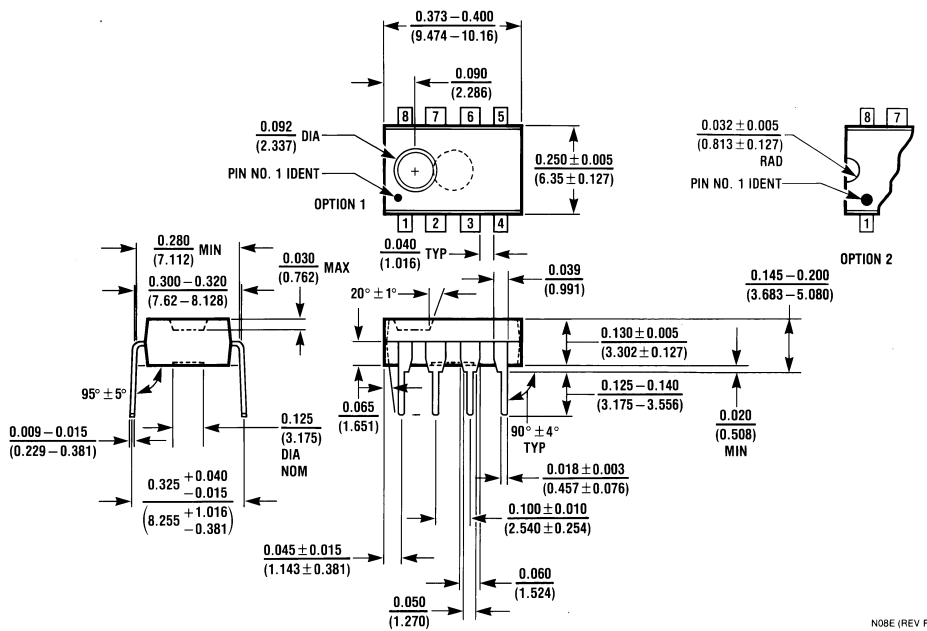 0.373–0.400
(9.474–10.16)
0.090
(2.286)
8 7 6 5
0.092 DIA
(2.337)
+
PIN NO. 1 IDENT
OPTION 1
1 2 3 4
0.250 ± 0.005
(6.35 ± 0.127)
0.032 ± 0.005
(0.813 ± 0.127)
RAD
PIN NO. 1 IDENT
8 7
1
OPTION 2
0.280 MIN
(7.112)
0.300–0.320
(7.62–8.128)
0.030 MAX
(0.762)
0.040 TYP
(1.016)
20° ± 1°
0.039
(0.991)
0.145–0.200
(3.683–5.080)
0.130 ± 0.005
(3.302 ± 0.127)
95° ± 5°
0.009–0.015
(0.229–0.381)
0.125
(3.175)
DIA
NOM
0.065
(1.651)
0.125–0.140
(3.175–3.556)
90° ± 4°
TYP
0.020
(0.508)
MIN
0.325 +0.040
−0.015
(8.255 +1.016
−0.381)
0.018 ± 0.003
(0.457 ± 0.076)
0.100 ± 0.010
(2.540 ± 0.254)
0.045 ± 0.015
(1.143 ± 0.381)
0.060
(1.524)
0.050
(1.270)
N08E (REV F